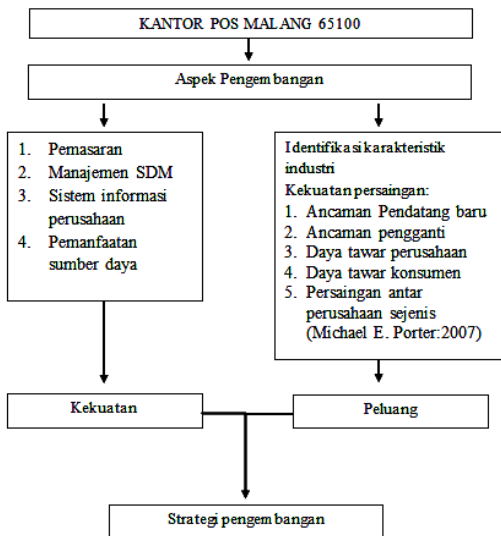 KANTOR POS MALANG 65100
Aspek Pengembangan
1. Pemasaran
2. Manajemen SDM
3. Sistem informasi
perusahaan
4. Pemanfaatan
sumber daya
Identifikasi karakteristik
industri
Kekuatan persaingan:
1. Ancaman Pendatang baru
2. Ancaman pengganti
3. Daya tawar perusahaan
4. Daya tawar konsumen
5. Persaingan antar
perusahaan sejenis
(Michael E. Porter:2007)
Kekuatan
Peluang
Strategi pengembangan